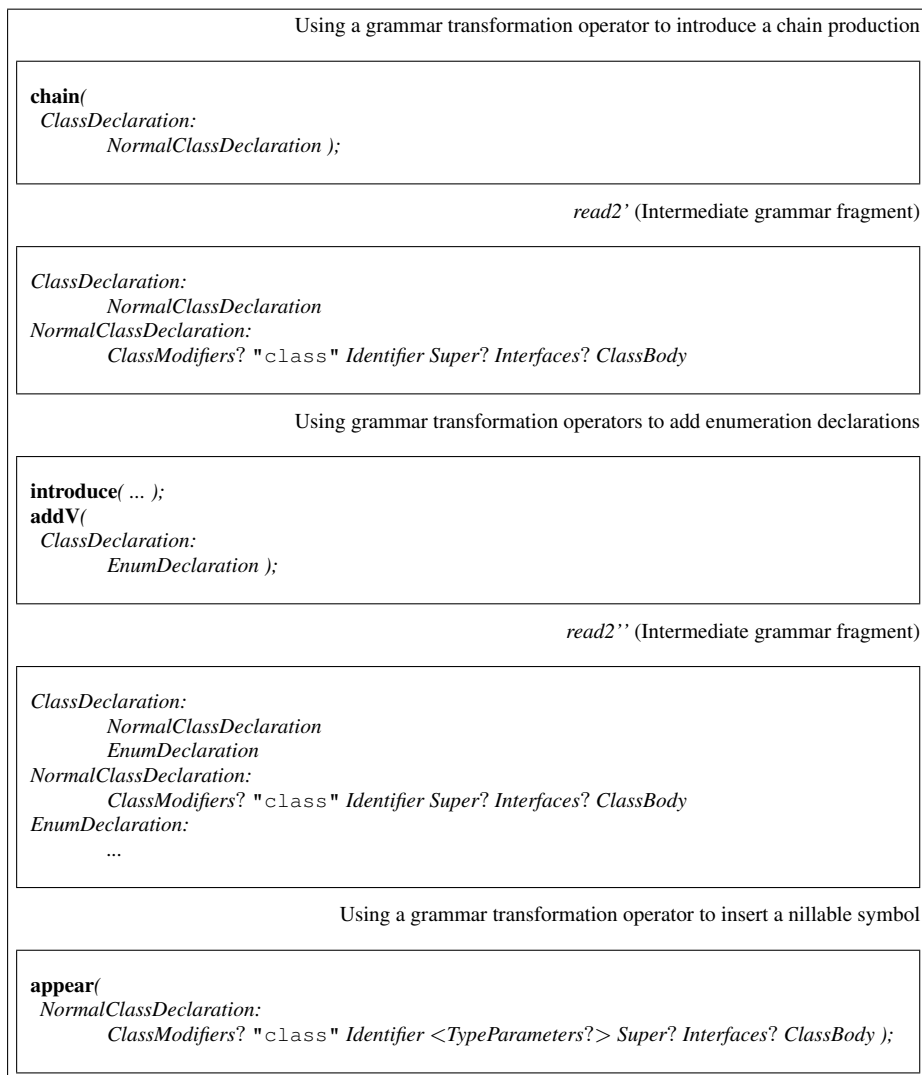 Using a grammar transformation operator to introduce a chain production
chain(
ClassDeclaration:
NormalClassDeclaration );
read2’ (Intermediate grammar fragment)
ClassDeclaration:
NormalClassDeclaration
NormalClassDeclaration:
ClassModifiers? "class" Identifier Super? Interfaces? ClassBody
Using grammar transformation operators to add enumeration declarations
introduce( ... );
addV(
ClassDeclaration:
EnumDeclaration );
read2’’ (Intermediate grammar fragment)
ClassDeclaration:
NormalClassDeclaration
EnumDeclaration
NormalClassDeclaration:
ClassModifiers? "class" Identifier Super? Interfaces? ClassBody
EnumDeclaration:
...
Using a grammar transformation operator to insert a nillable symbol
appear(
NormalClassDeclaration:
ClassModifiers? "class" Identifier <TypeParameters?> Super? Interfaces? ClassBody );